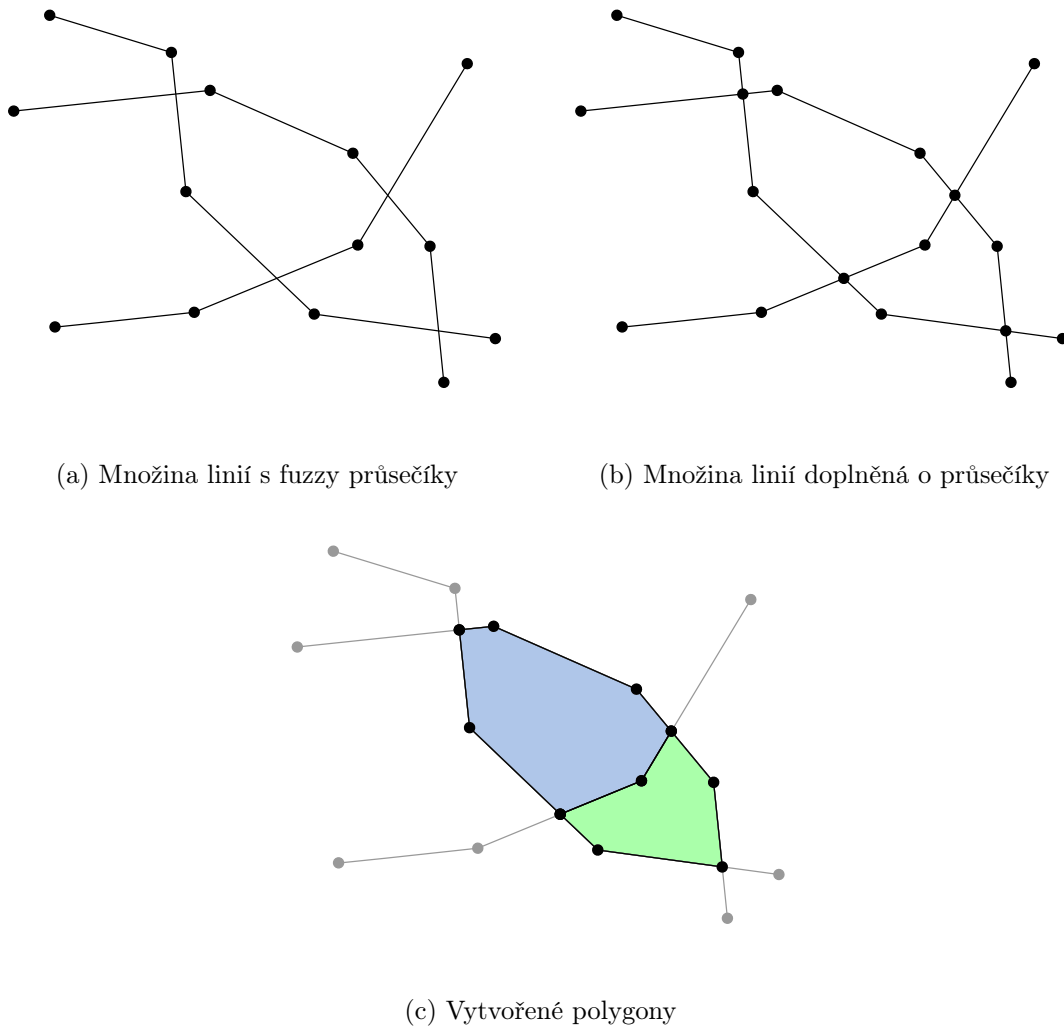 (a) Množina linií s fuzzy průsečíky
(b) Množina linií doplněná o průsečíky
(c) Vytvořené polygony